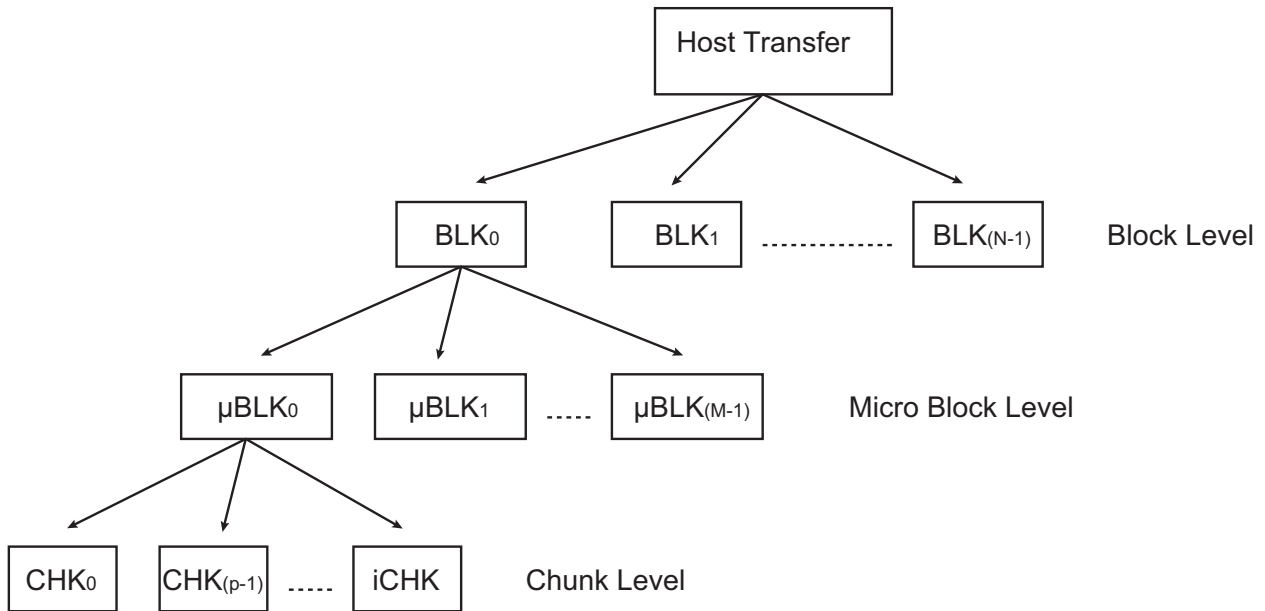 Host Transfer
BLK0 BLK1 BLK(N-1) Block Level
µBLK0 µBLK1 µBLK(M-1) Micro Block Level
CHK0 CHK(p-1) iCHK Chunk Level